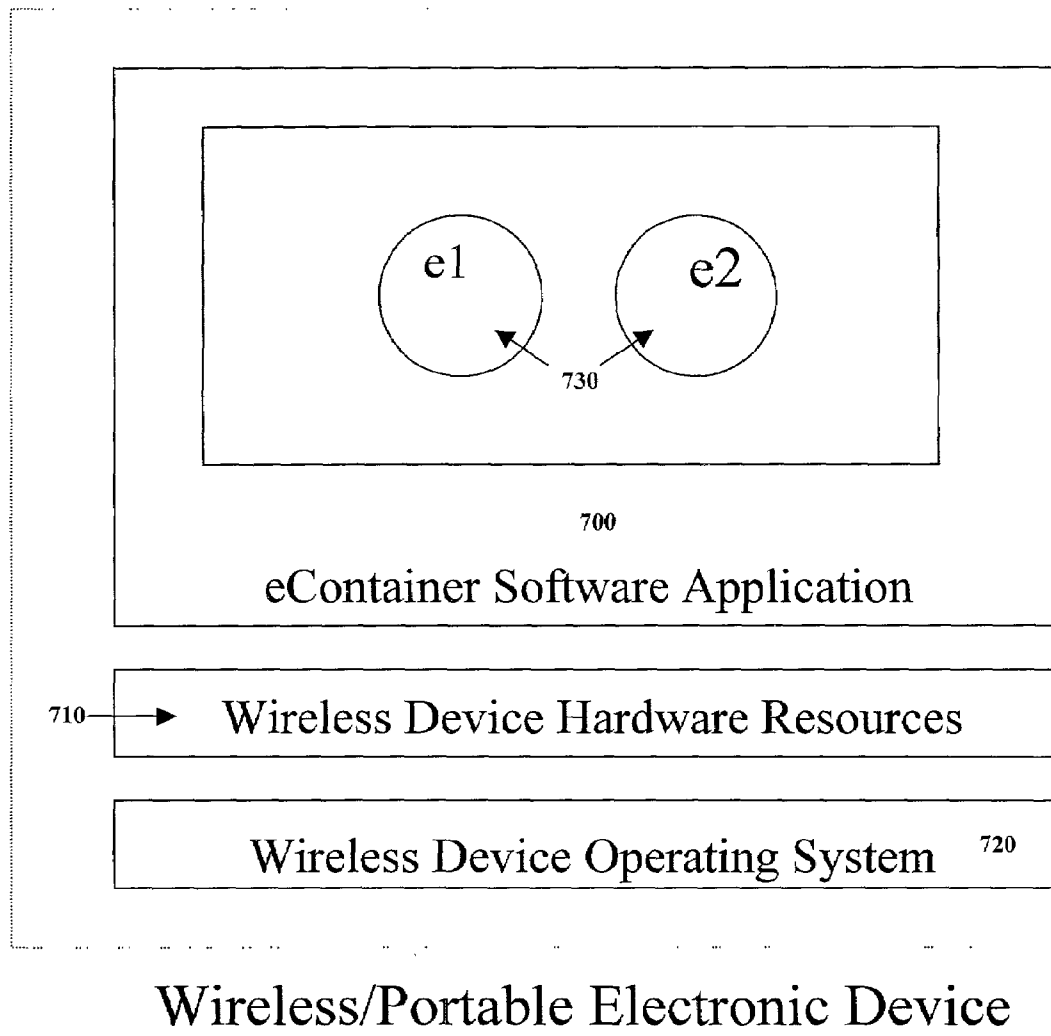 e1 e2
730
700
eContainer Software Application
710 Wireless Device Hardware Resources
Wireless Device Operating System 720
Wireless/Portable Electronic Device